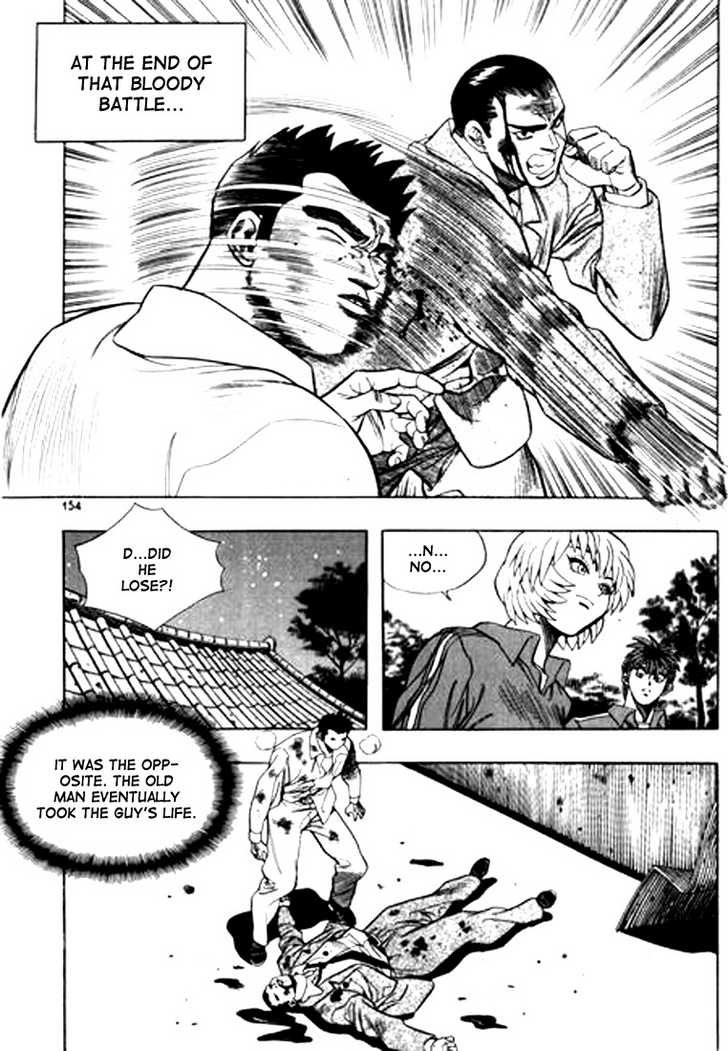 AT THE END OF
THAT BLOODY
BATTLE...
154
D...DID
HE
LOSE?!
...N...
NO...
IT WAS THE OPP-
OSITE. THE OLD
MAN EVENTUALLY
TOOK THE GUY'S LIFE.